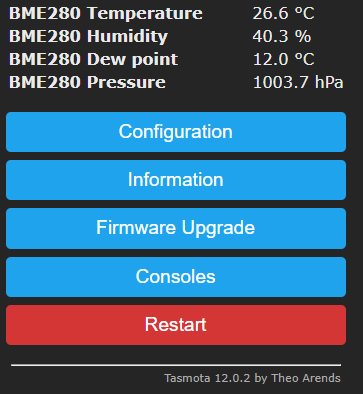 BME280 Temperature 26.6 °C
BME280 Humidity 40.3 %
BME280 Dew point 12.0 °C
BME280 Pressure 1003.7 hPa
Configuration
Information
Firmware Upgrade
Consoles
Restart
Tasmota 12.0.2 by Theo Arends